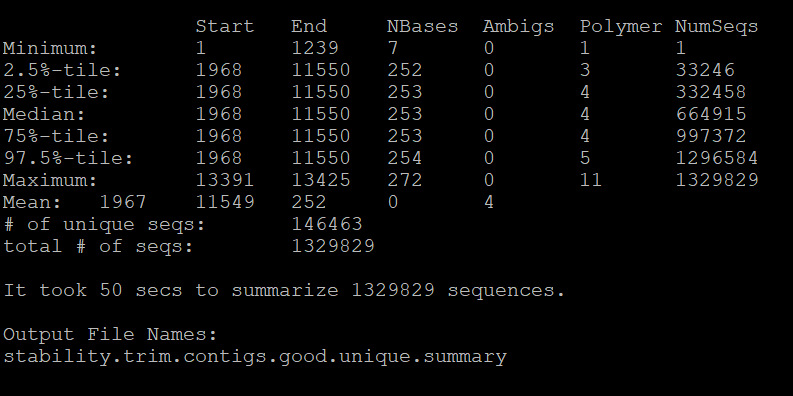 Start End NBases Ambigs Polymer NumSeqs
Minimum: 1 1239 7 0 1 1
2.5%-tile: 1968 11550 252 0 3 33246
25%-tile: 1968 11550 253 0 4 332458
Median: 1968 11550 253 0 4 664915
75%-tile: 1968 11550 253 0 4 997372
97.5%-tile: 1968 11550 254 0 5 1296584
Maximum: 13391 13425 272 0 11 1329829
Mean: 1967 11549 252 0 4
# of unique seqs: 146463
total # of seqs: 1329829
It took 50 secs to summarize 1329829 sequences.
Output File Names:
stability.trim.contigs.good.unique.summary